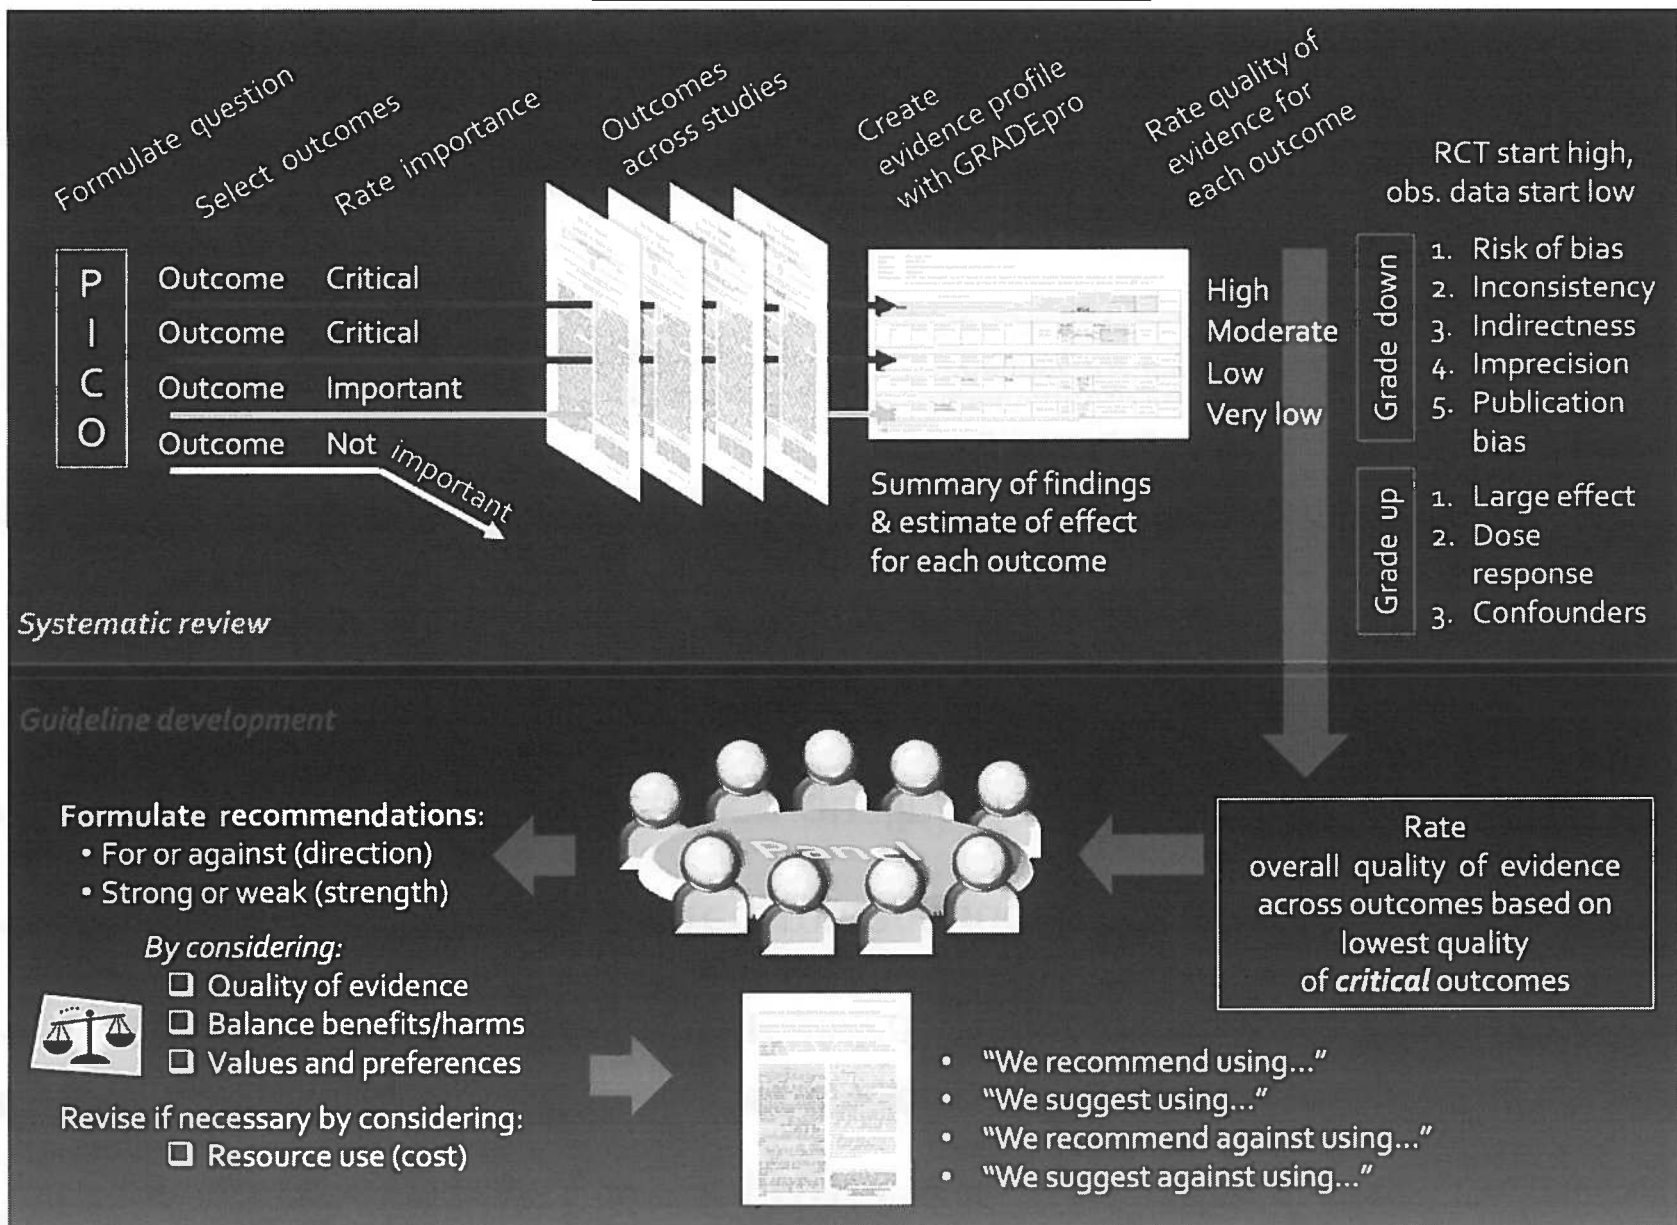 Formulate question
Select outcomes
Rate importance
Outcomes
across studies
Create
evidence profile
with GRADEpro
Rate quality of
evidence for
each outcome
RCT start high,
obs. data start low
P
I
C
O
Outcome Critical
Outcome Critical
Outcome Important
Outcome Not important
High
Moderate
Low
Very low
Grade down
1. Risk of bias
2. Inconsistency
3. Indirectness
4. Imprecision
5. Publication
bias
Summary of findings
& estimate of effect
for each outcome
Grade up
1. Large effect
2. Dose
response
3. Confounders
Systematic review
Guideline development
Formulate recommendations:
• For or against (direction)
• Strong or weak (strength)
By considering:
❑ Quality of evidence
❑ Balance benefits/harms
❑ Values and preferences
Revise if necessary by considering:
❑ Resource use (cost)
Panel
Rate
overall quality of evidence
across outcomes based on
lowest quality
of critical outcomes
• “We recommend using...”
• “We suggest using...”
• “We recommend against using...”
• “We suggest against using...”